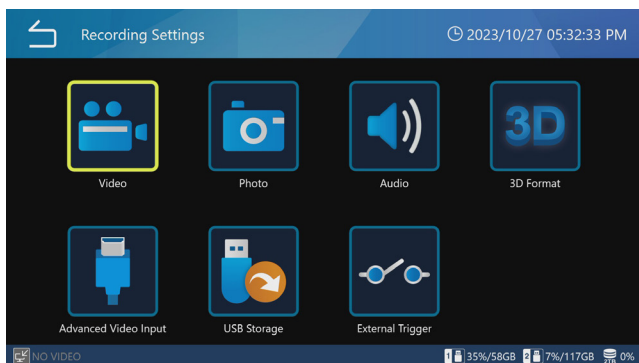 Recording Settings 2023/10/27 05:32:33 PM
3D
Video Photo Audio 3D Format
Advanced Video Input USB Storage External Trigger
NO VIDEO 1 35%/58GB 2 7%/117GB 2TB 0%